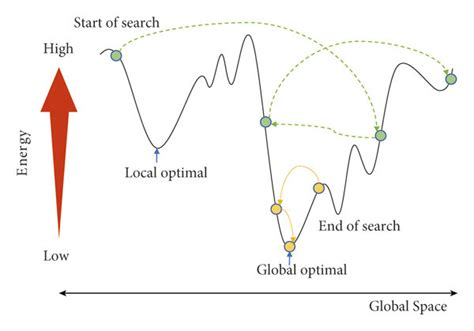 Start of search
High
Energy
Local optimal
End of search
Low
Global optimal
Global Space